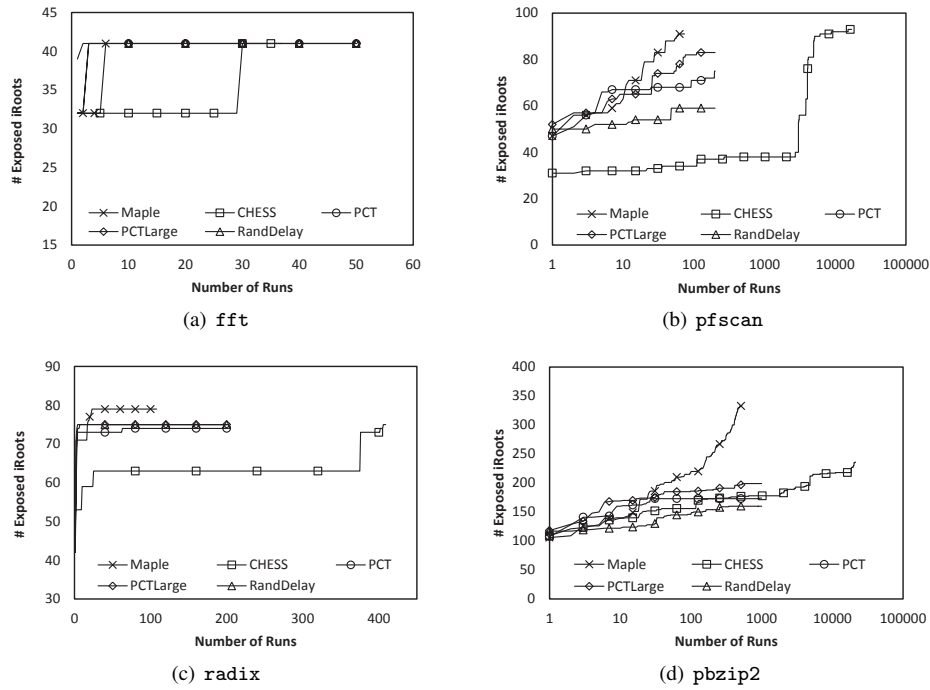 45
40
35
30
25
20
15
# Exposed iRoots
Maple CHESS PCT
PCTLarge RandDelay
0 10 20 30 40 50 60
Number of Runs
(a) fft
100
80
60
40
20
0
# Exposed iRoots
Maple CHESS PCT
PCTLarge RandDelay
1 10 100 1000 10000 100000
Number of Runs
(b) pfscan
90
80
70
60
50
40
30
# Exposed iRoots
Maple CHESS PCT
PCTLarge RandDelay
0 100 200 300 400
Number of Runs
(c) radix
400
350
300
250
200
150
100
50
0
# Exposed iRoots
Maple CHESS PCT
PCTLarge RandDelay
1 10 100 1000 10000 100000
Number of Runs
(d) pbzip2